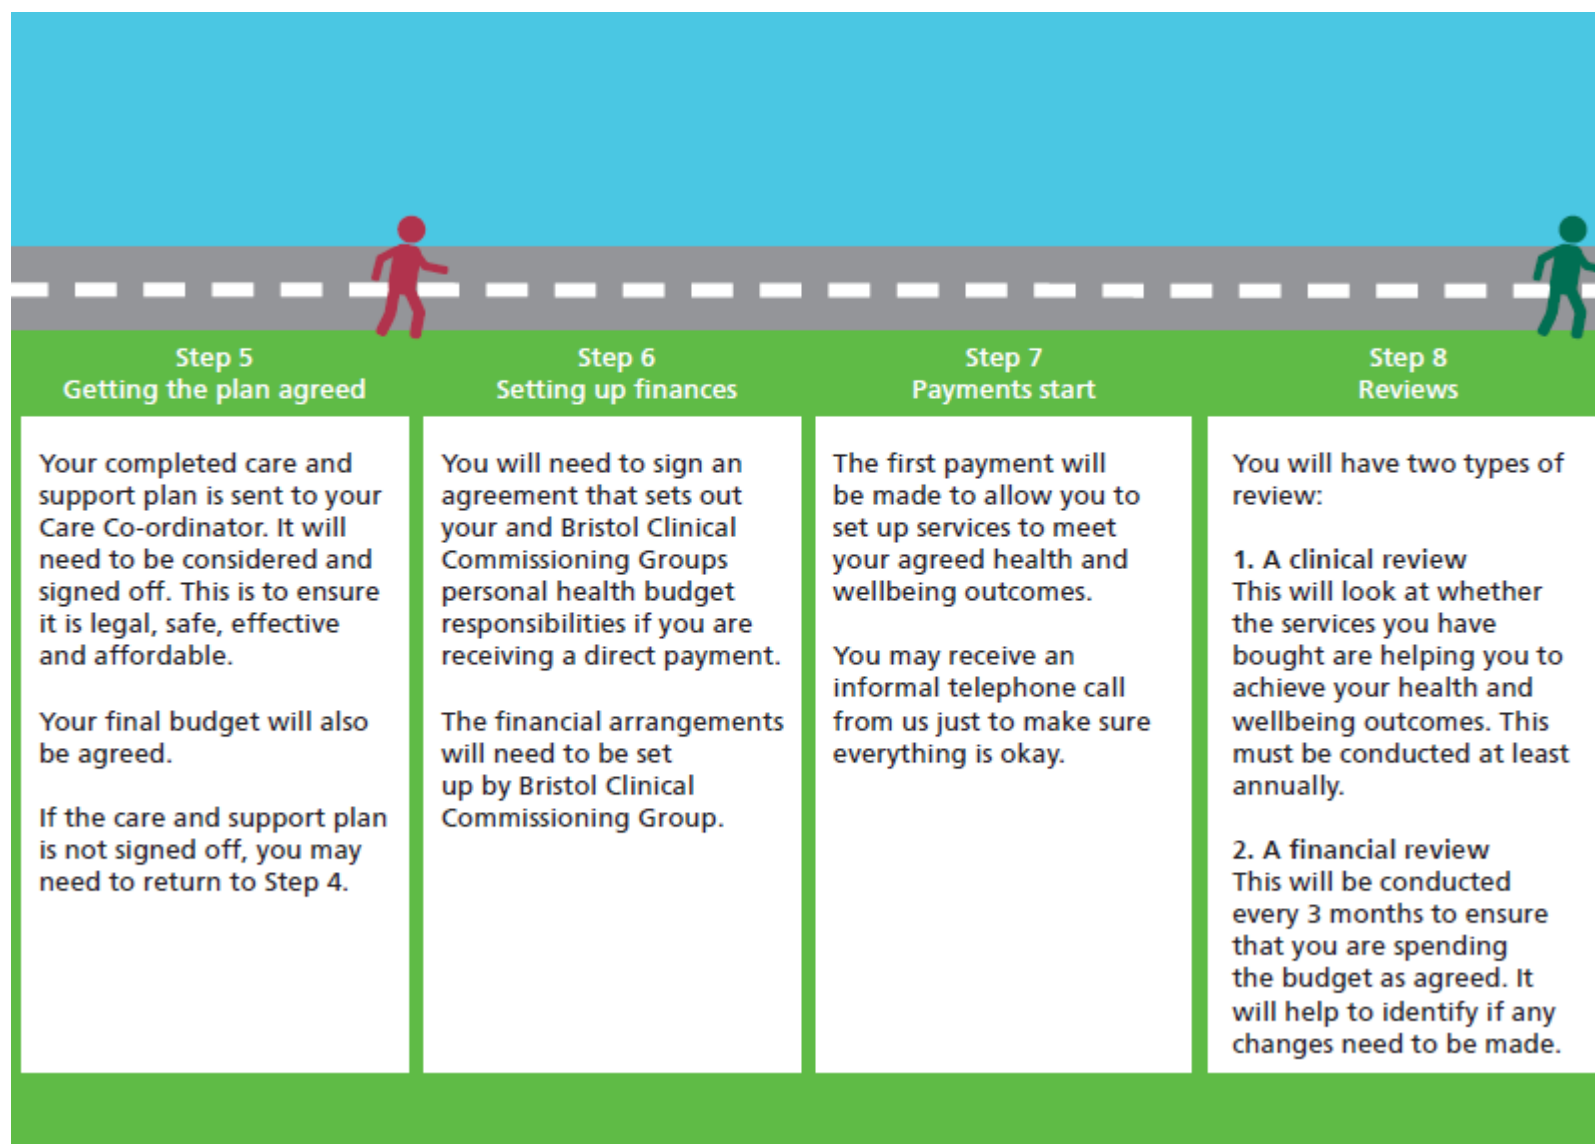 Step 5
Getting the plan agreed
Your completed care and
support plan is sent to your
Care Co-ordinator. It will
need to be considered and
signed off. This is to ensure
it is legal, safe, effective
and affordable.
Your final budget will also
be agreed.
If the care and support plan
is not signed off, you may
need to return to Step 4.
Step 6
Setting up finances
You will need to sign an
agreement that sets out
your and Bristol Clinical
Commissioning Groups
personal health budget
responsibilities if you are
receiving a direct payment.
The financial arrangements
will need to be set
up by Bristol Clinical
Commissioning Group.
Step 7
Payments start
The first payment will
be made to allow you to
set up services to meet
your agreed health and
wellbeing outcomes.
You may receive an
informal telephone call
from us just to make sure
everything is okay.
Step 8
Reviews
You will have two types of
review:
1. A clinical review
This will look at whether
the services you have
bought are helping you to
achieve your health and
wellbeing outcomes. This
must be conducted at least
annually.
2. A financial review
This will be conducted
every 3 months to ensure
that you are spending
the budget as agreed. It
will help to identify if any
changes need to be made.